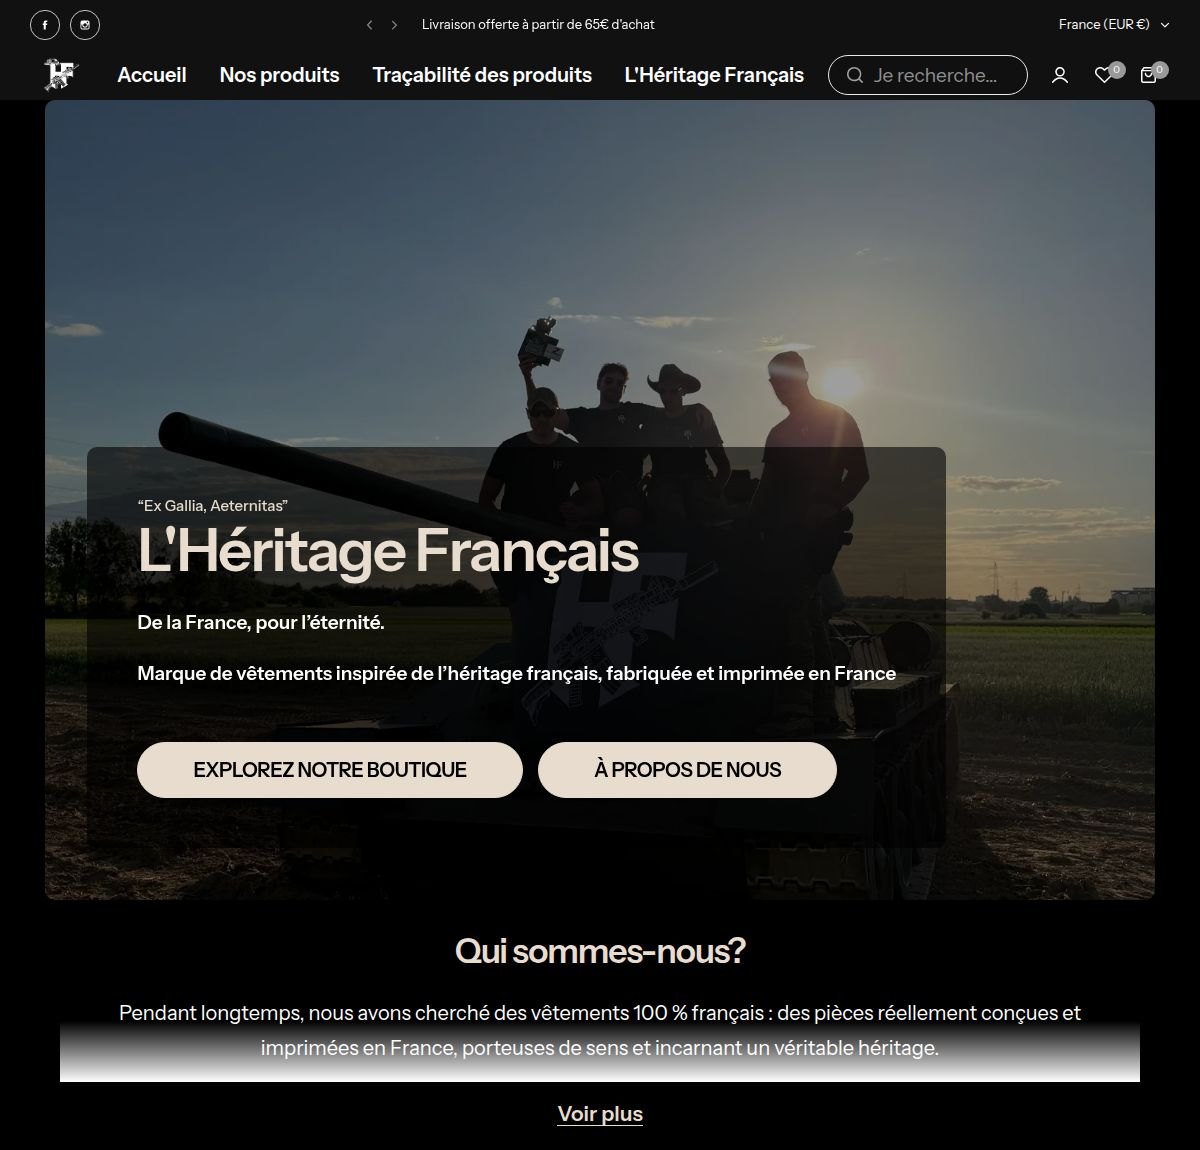 Livraison offerte à partir de 65€ d'achat
France (EUR €)
HF
Accueil
Nos produits
Traçabilité des produits
L'Héritage Français
Je recherche...
0
0
HF
“Ex Gallia, Aeternitas”
L'Héritage Français
De la France, pour l’éternité.
Marque de vêtements inspirée de l’héritage français, fabriquée et imprimée en France
HF
EXPLOREZ NOTRE BOUTIQUE
À PROPOS DE NOUS
Qui sommes-nous?
Pendant longtemps, nous avons cherché des vêtements 100 % français : des pièces réellement conçues et
imprimées en France, porteuses de sens et incarnant un véritable héritage.
Voir plus